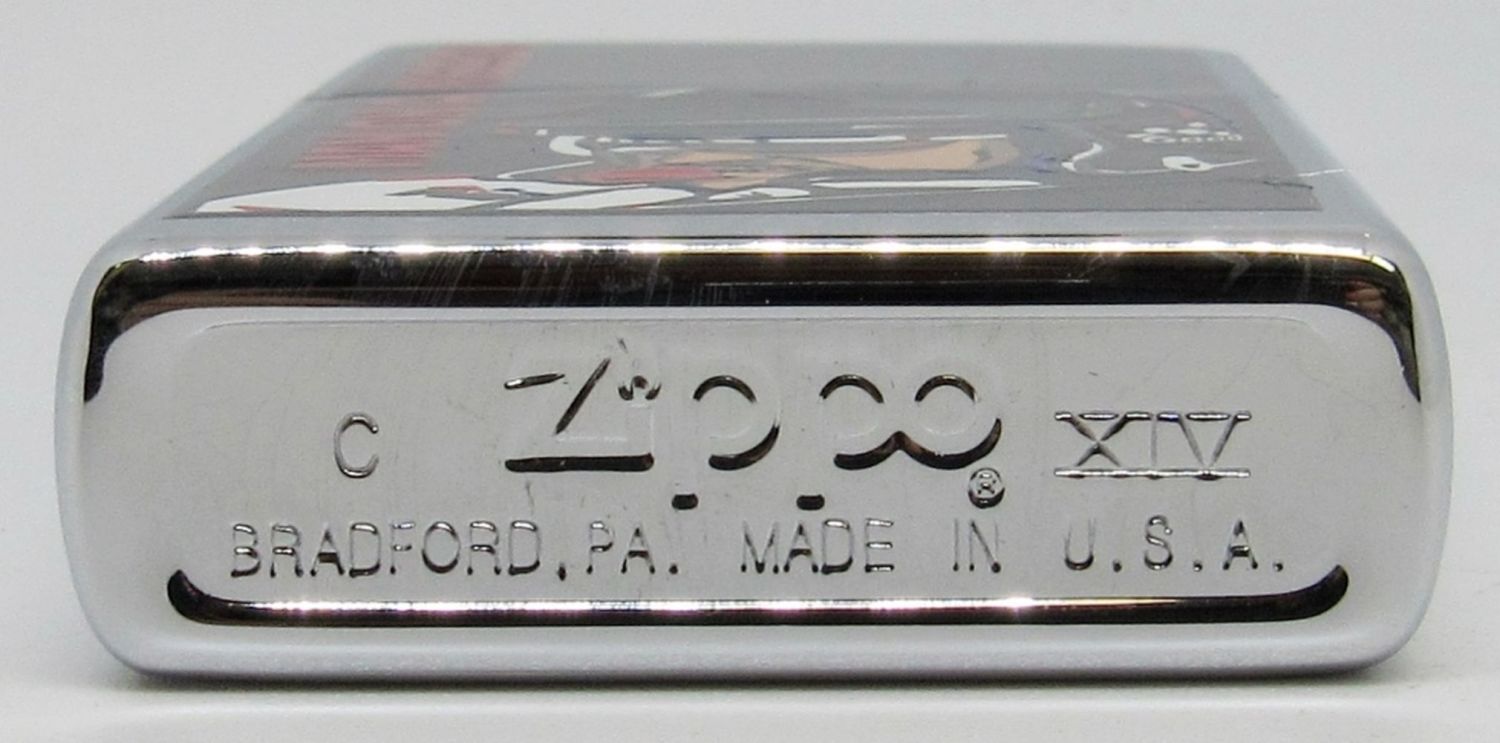 C Zippo ® XIV
BRADFORD, PA. MADE IN U.S.A.